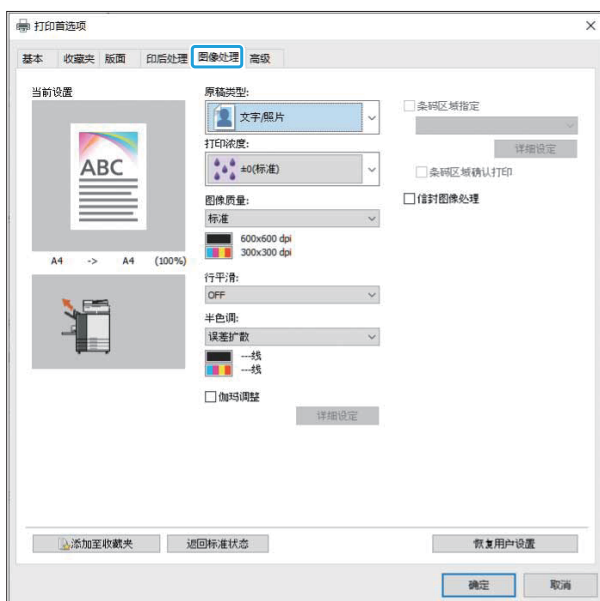 打印首选项
基本 收藏夹 版面 印后处理 图像处理 高级
当前设置
ABC
A4 -> A4 (100%)
原稿类型:
文字/照片
打印浓度:
±0(标准)
图像质量:
标准
600x600 dpi
300x300 dpi
行平滑:
OFF
半色调:
误差扩散
---线
---线
伽玛调整
详细设定
条码区域指定
详细设定
条码区域确认打印
信封图像处理
添加至收藏夹 返回标准状态 恢复用户设置
确定 取消